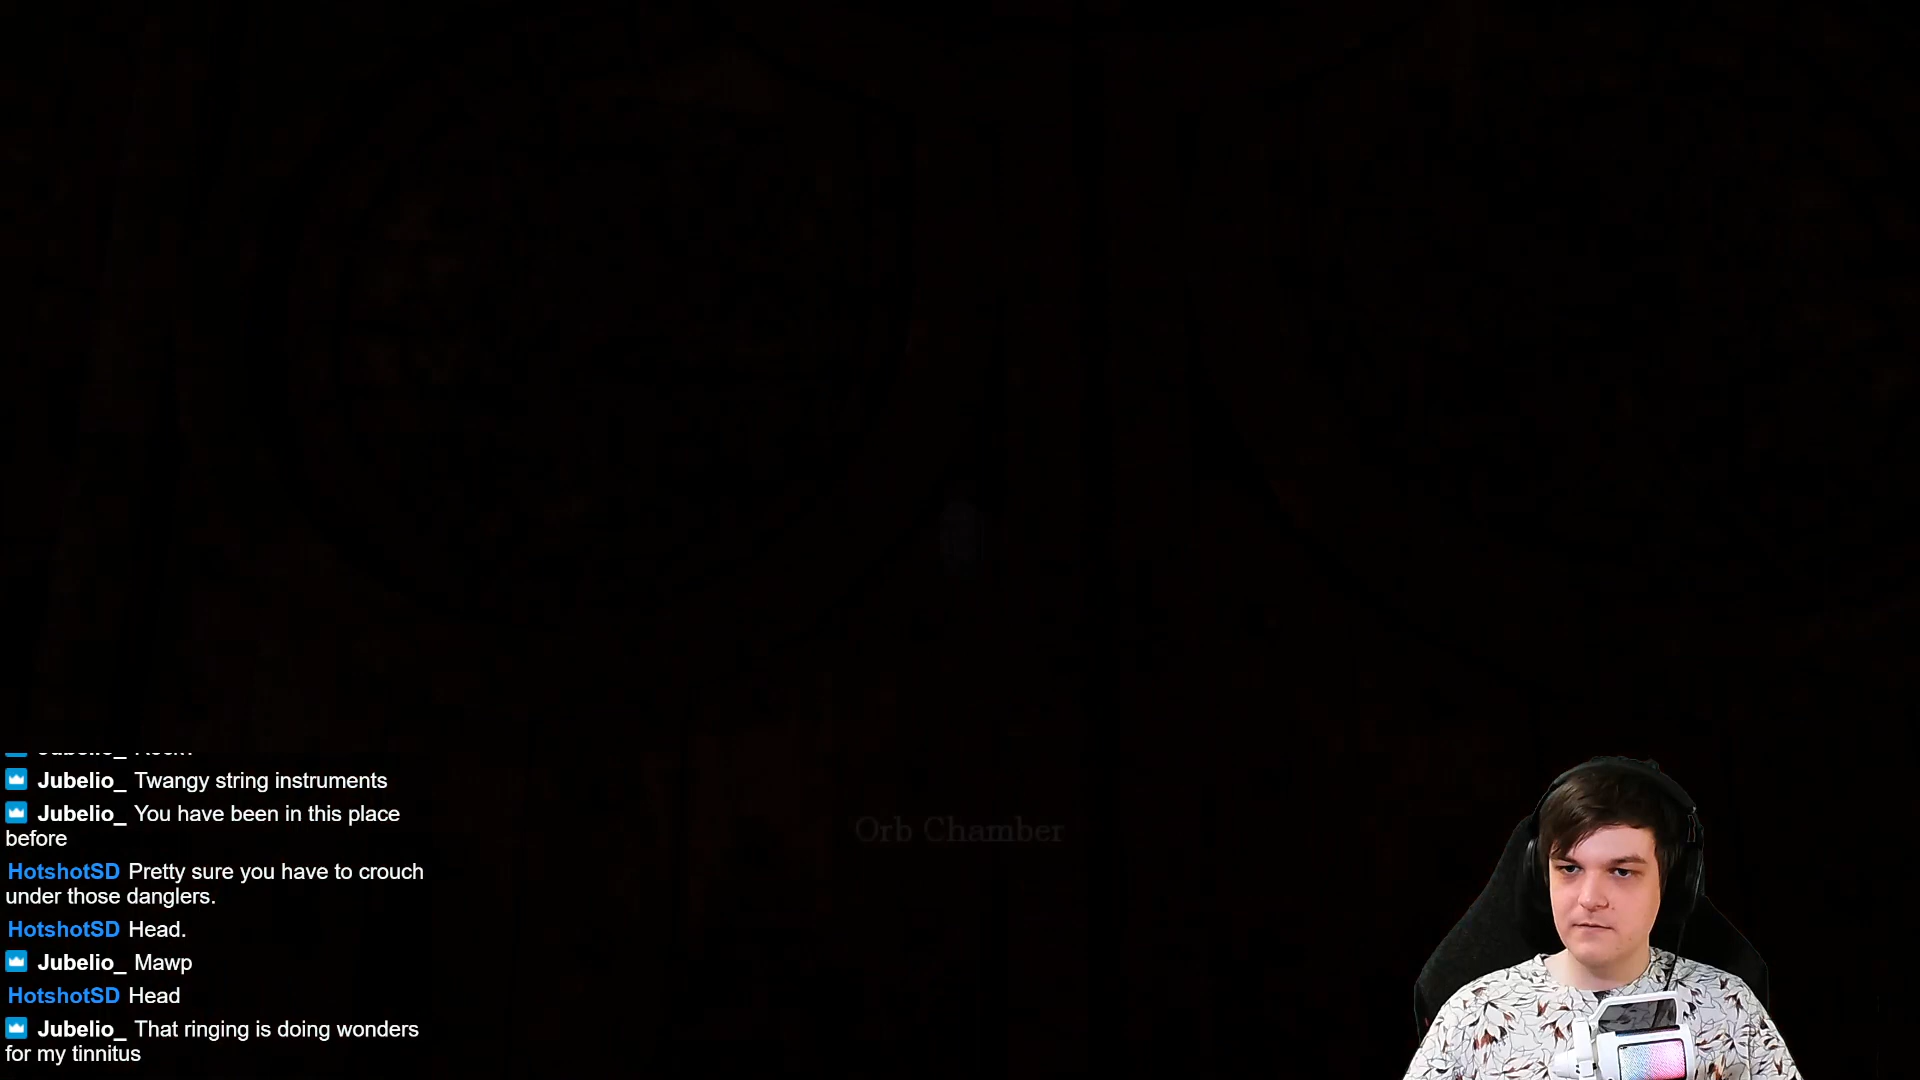 Jubelio_ Twangy string instruments
Jubelio_ You have been in this place
before
HotshotSD Pretty sure you have to crouch
under those danglers.
HotshotSD Head.
Jubelio_ Mawp
HotshotSD Head
Jubelio_ That ringing is doing wonders
for my tinnitus
Orb Chamber